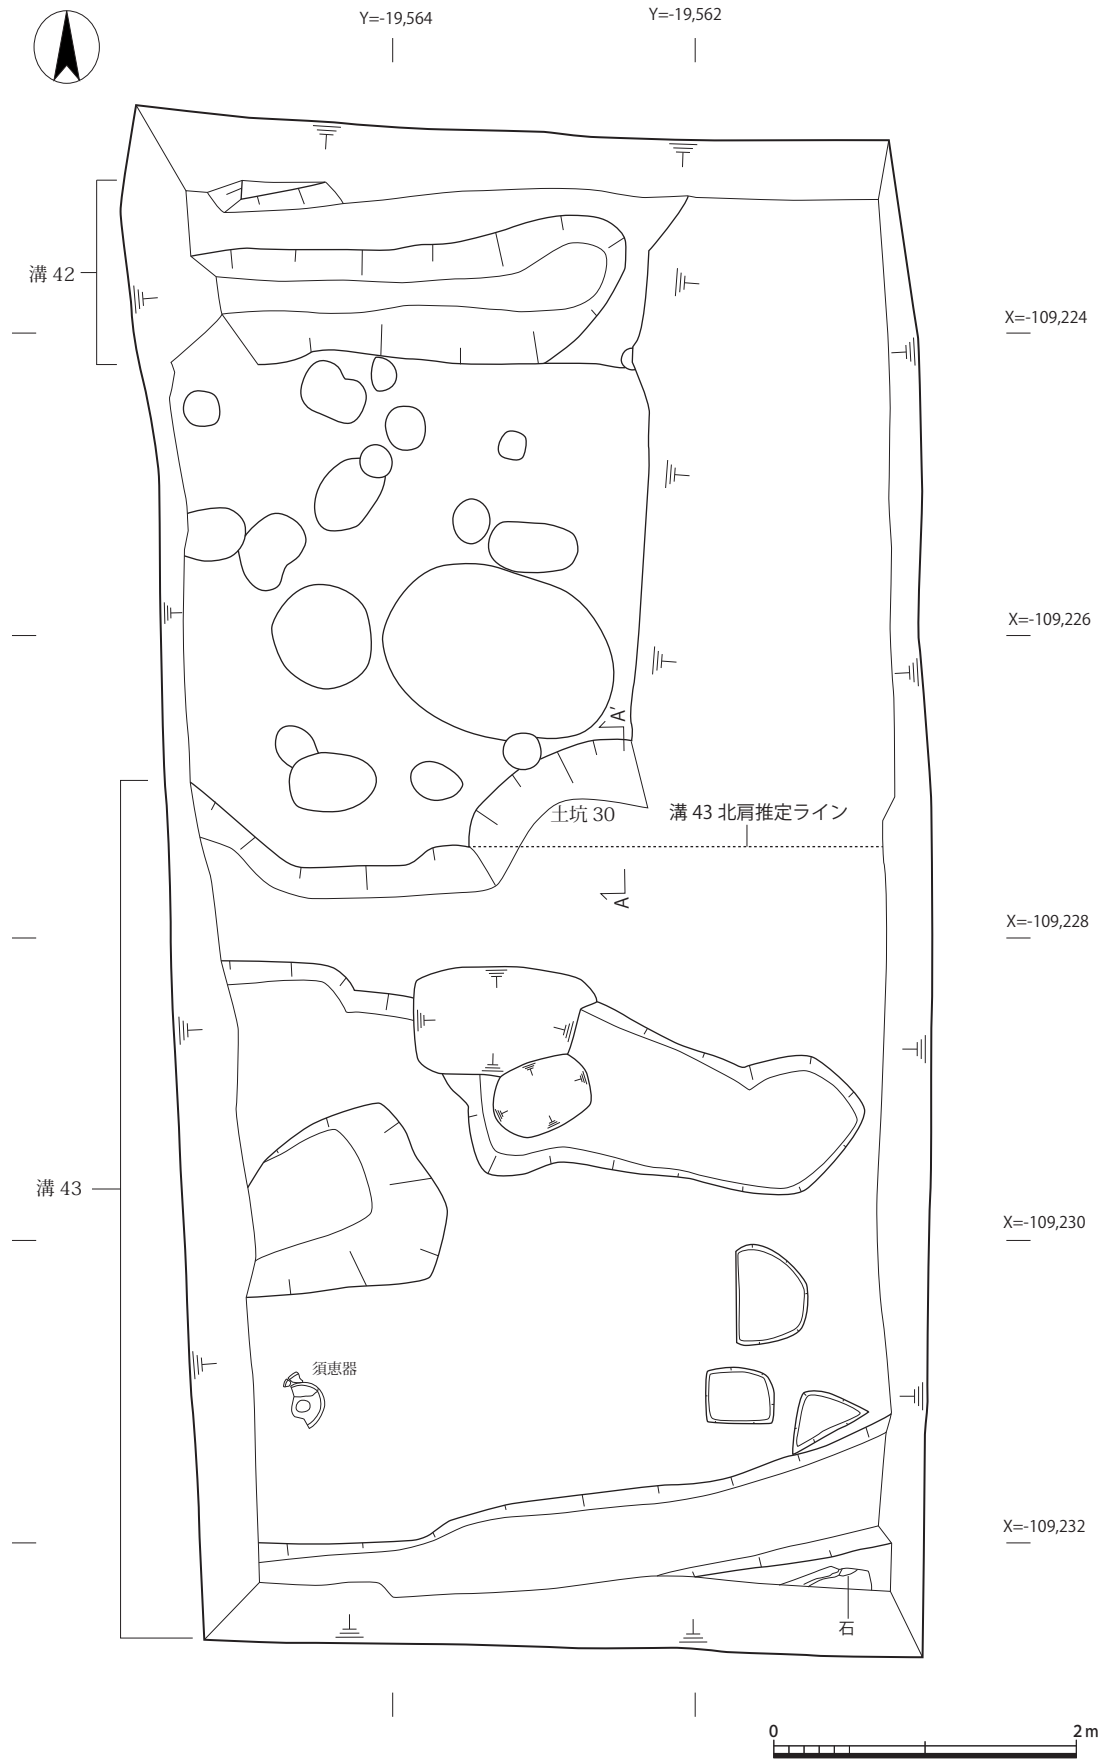 Y=-19,564
Y=-19,562
溝 42
X=-109,224
X=-109,226
A'
土坑 30
溝 43 北肩推定ライン
A
X=-109,228
溝 43
X=-109,230
須恵器
X=-109,232
石
0
2 m